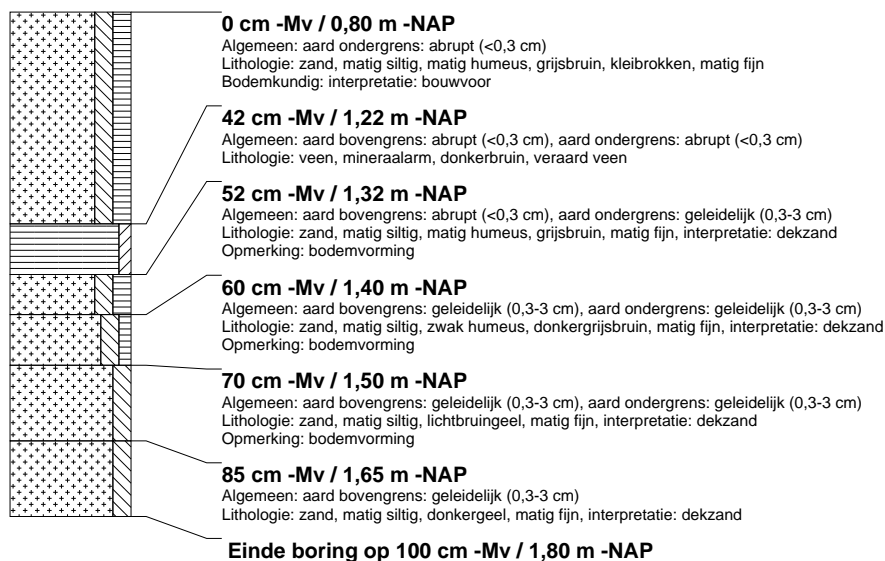 0 cm -Mv / 0,80 m -NAP
Algemeen: aard ondergrens: abrupt (<0,3 cm)
Lithologie: zand, matig siltig, matig humeus, grijsbruin, kleibrokken, matig fijn
Bodemkundig: interpretatie: bouwvoor
42 cm -Mv / 1,22 m -NAP
Algemeen: aard bovengrens: abrupt (<0,3 cm), aard ondergrens: abrupt (<0,3 cm)
Lithologie: veen, mineraalarm, donkerbruin, veraard veen
52 cm -Mv / 1,32 m -NAP
Algemeen: aard bovengrens: abrupt (<0,3 cm), aard ondergrens: geleidelijk (0,3-3 cm)
Lithologie: zand, matig siltig, matig humeus, grijsbruin, matig fijn, interpretatie: dekzand
Opmerking: bodemvorming
60 cm -Mv / 1,40 m -NAP
Algemeen: aard bovengrens: geleidelijk (0,3-3 cm), aard ondergrens: geleidelijk (0,3-3 cm)
Lithologie: zand, matig siltig, zwak humeus, donkergrijsbruin, matig fijn, interpretatie: dekzand
Opmerking: bodemvorming
70 cm -Mv / 1,50 m -NAP
Algemeen: aard bovengrens: geleidelijk (0,3-3 cm), aard ondergrens: geleidelijk (0,3-3 cm)
Lithologie: zand, matig siltig, lichtbruingeel, matig fijn, interpretatie: dekzand
Opmerking: bodemvorming
85 cm -Mv / 1,65 m -NAP
Algemeen: aard bovengrens: geleidelijk (0,3-3 cm)
Lithologie: zand, matig siltig, donkergeel, matig fijn, interpretatie: dekzand
Einde boring op 100 cm -Mv / 1,80 m -NAP